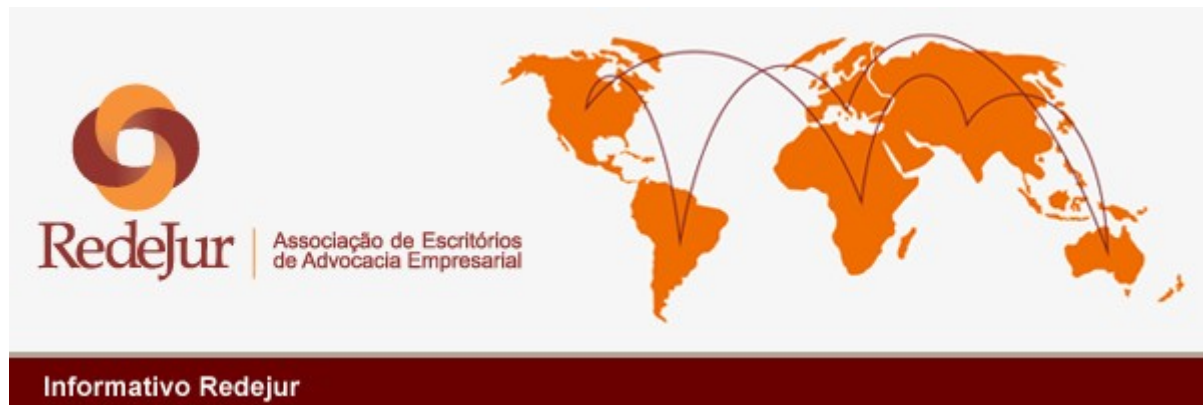 RedeJur
Associação de Escritórios
de Advocacia Empresarial
Informativo Redejur